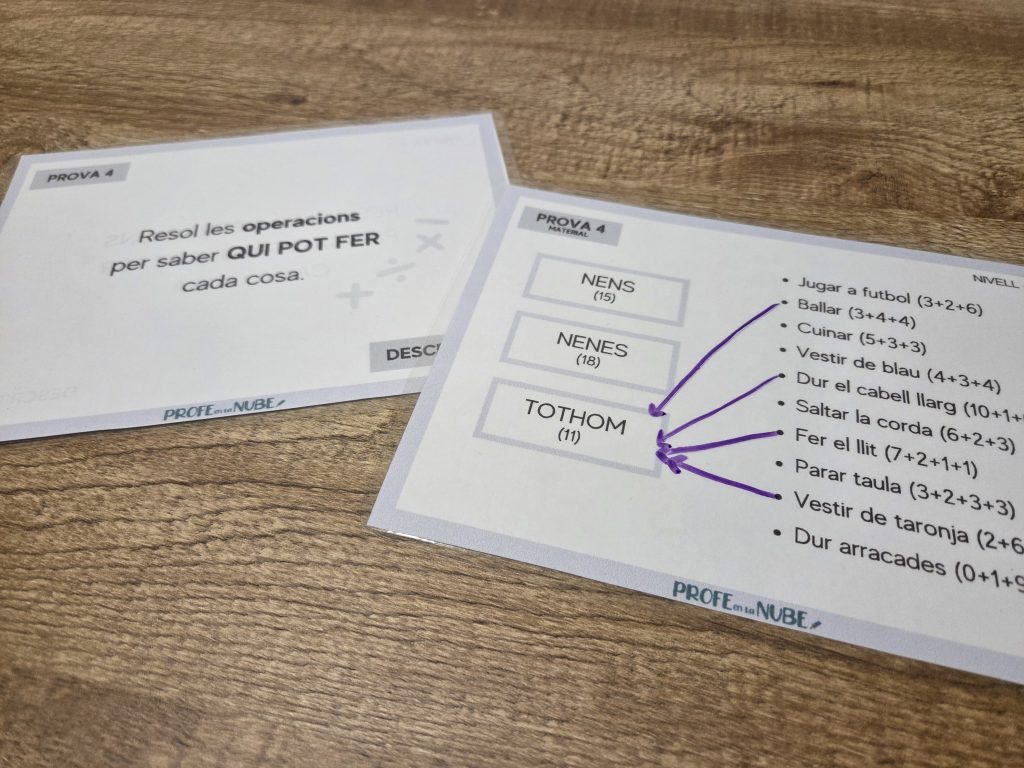 PROVA 4
Resol les operacions
per saber QUI POT FER
cada cosa.
PROFE en la NUBE
PROVA 4
MATERIAL
NIVELL
NENS
(15)
NENES
(18)
TOTHOM
(11)
• Jugar a futbol (3+2+6)
• Ballar (3+4+4)
• Cuinar (5+3+3)
• Vestir de blau (4+3+4)
• Dur el cabell llarg (10+1+
• Saltar la corda (6+2+3)
• Fer el llit (7+2+1+1)
• Parar taula (3+2+3+3)
• Vestir de taronja (2+6
• Dur arracades (0+1+9
PROFE en la NUBE